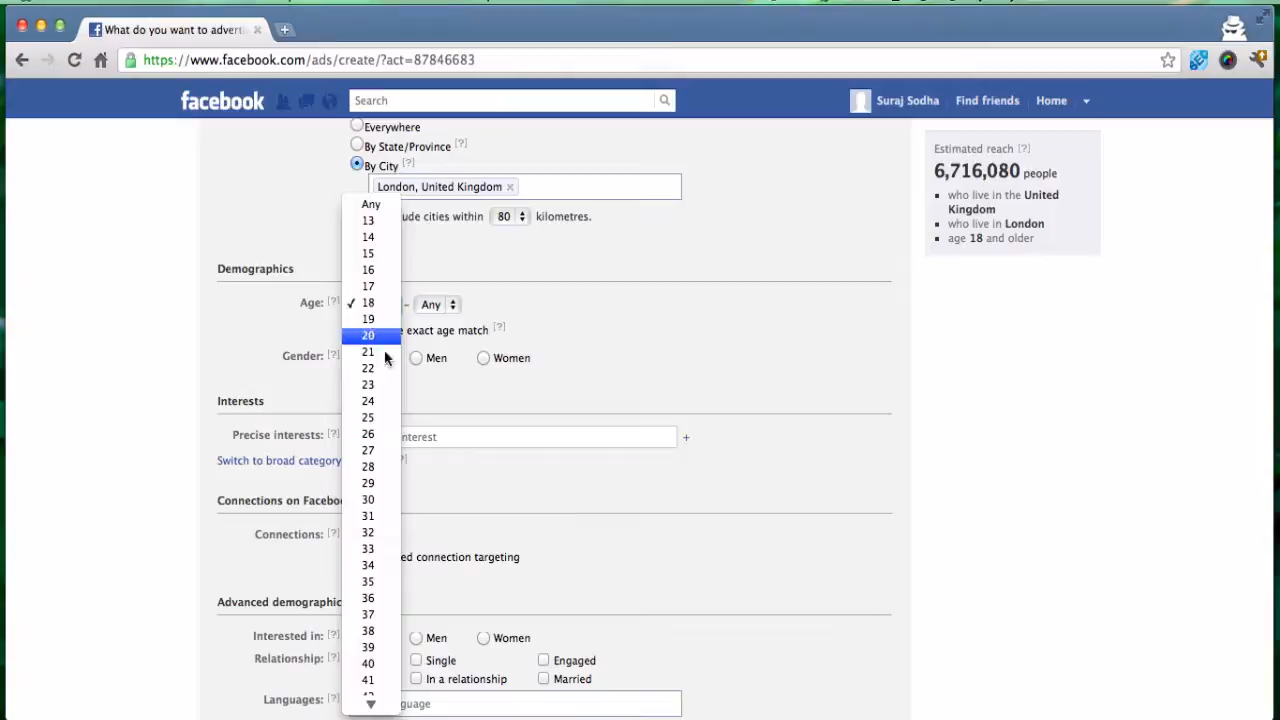 What do you want to adverti
https://www.facebook.com/ads/create/?act=87846683
facebook
Search
Suraj Sodha
Find friends
Home
Everywhere
By State/Province [?]
By City [?]
London, United Kingdom ×
ude cities within 80 kilometres.
Demographics
Age: [?]
Any
e exact age match [?]
Gender: [?]
Men
Women
Interests
Precise interests: [?]
nterest
+
Switch to broad category
?]
Connections on Facebo
Connections: [?]
ed connection targeting
Advanced demographic
Interested in: [?]
Men
Women
Relationship: [?]
Single
Engaged
In a relationship
Married
Languages: [?]
guage
Any
13
14
15
16
17
✓ 18
19
20
21
22
23
24
25
26
27
28
29
30
31
32
33
34
35
36
37
38
39
40
41
Estimated reach [?]
6,716,080 people
who live in the United
Kingdom
who live in London
age 18 and older